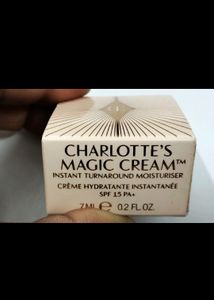 CHARLOTTE'S
MAGIC CREAM™
INSTANT TURNAROUND MOISTURISER
CRÈME HYDRATANTE INSTANTANÉE
SPF 15 PA+
7 ML ℮ 0.2 FL.OZ.